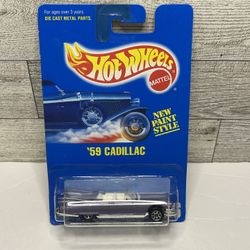 For ages over 3 years.
DIE CAST METAL PARTS.
Hot Wheels
MATTEL
NEW
PAINT
STYLE
'59 CADILLAC